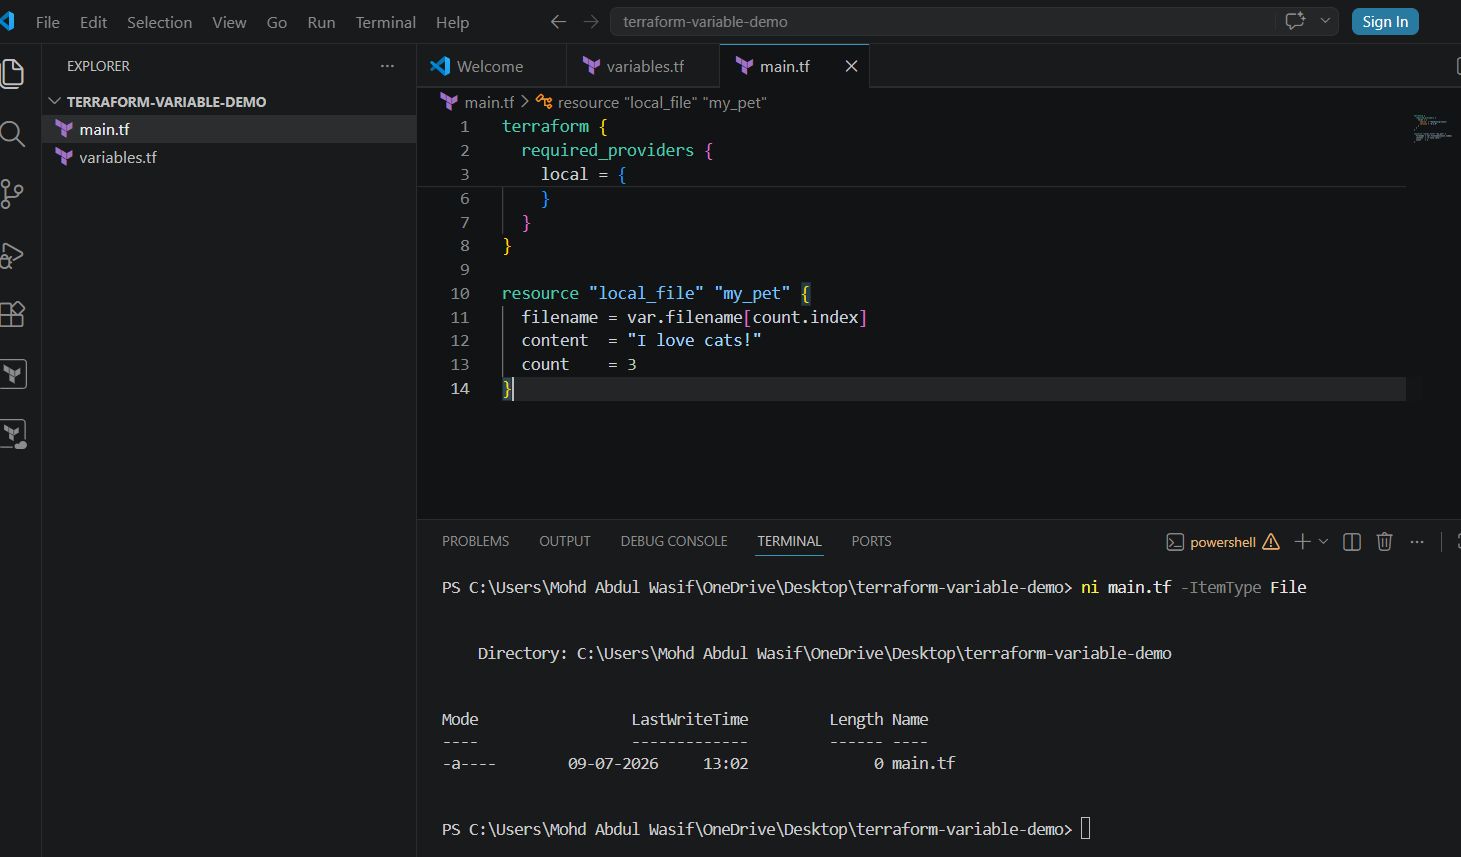 File Edit Selection View Go Run Terminal Help
terraform-variable-demo
Sign In
EXPLORER
TERRAFORM-VARIABLE-DEMO
main.tf
variables.tf
Welcome
variables.tf
main.tf
main.tf > resource "local_file" "my_pet"
1 terraform {
2   required_providers {
3     local = {
6     }
7   }
8 }
9
10 resource "local_file" "my_pet" {
11   filename = var.filename[count.index]
12   content  = "I love cats!"
13   count    = 3
14 }
PROBLEMS OUTPUT DEBUG CONSOLE TERMINAL PORTS
powershell
PS C:\Users\Mohd Abdul Wasif\OneDrive\Desktop\terraform-variable-demo> ni main.tf -ItemType File
Directory: C:\Users\Mohd Abdul Wasif\OneDrive\Desktop\terraform-variable-demo
Mode                 LastWriteTime         Length Name
----                 -------------         ------ ----
-a----        09-07-2026     13:02              0 main.tf
PS C:\Users\Mohd Abdul Wasif\OneDrive\Desktop\terraform-variable-demo>